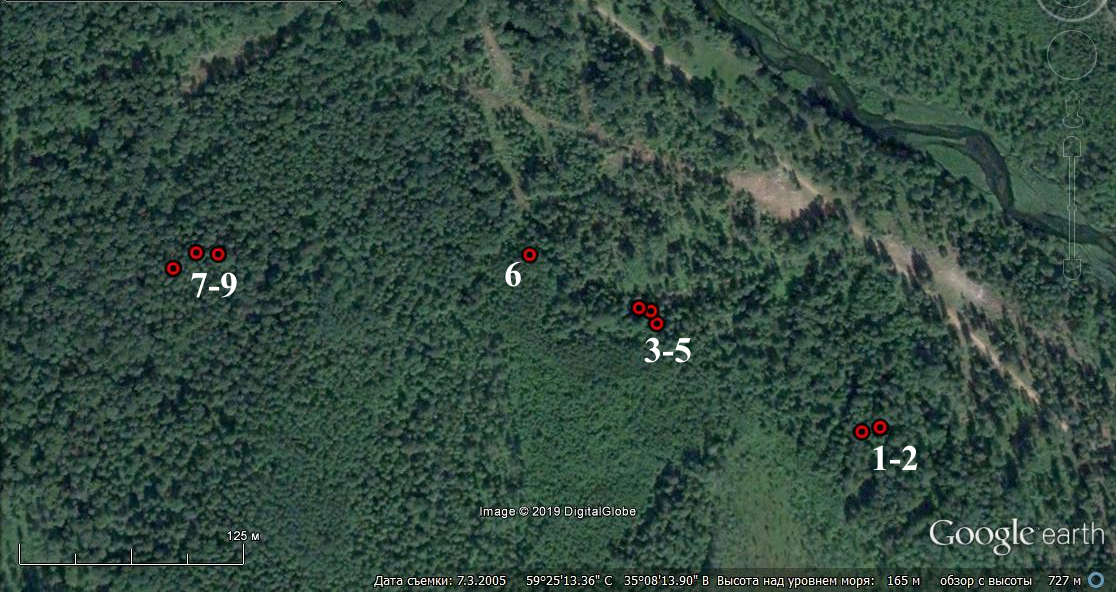 7-9
6
3-5
1-2
Image © 2019 DigitalGlobe
Google earth
125 м
Дата съемки: 7.3.2005 59°25'13.36" С 35°08'13.90" В Высота над уровнем моря: 165 м обзор с высоты 727 м